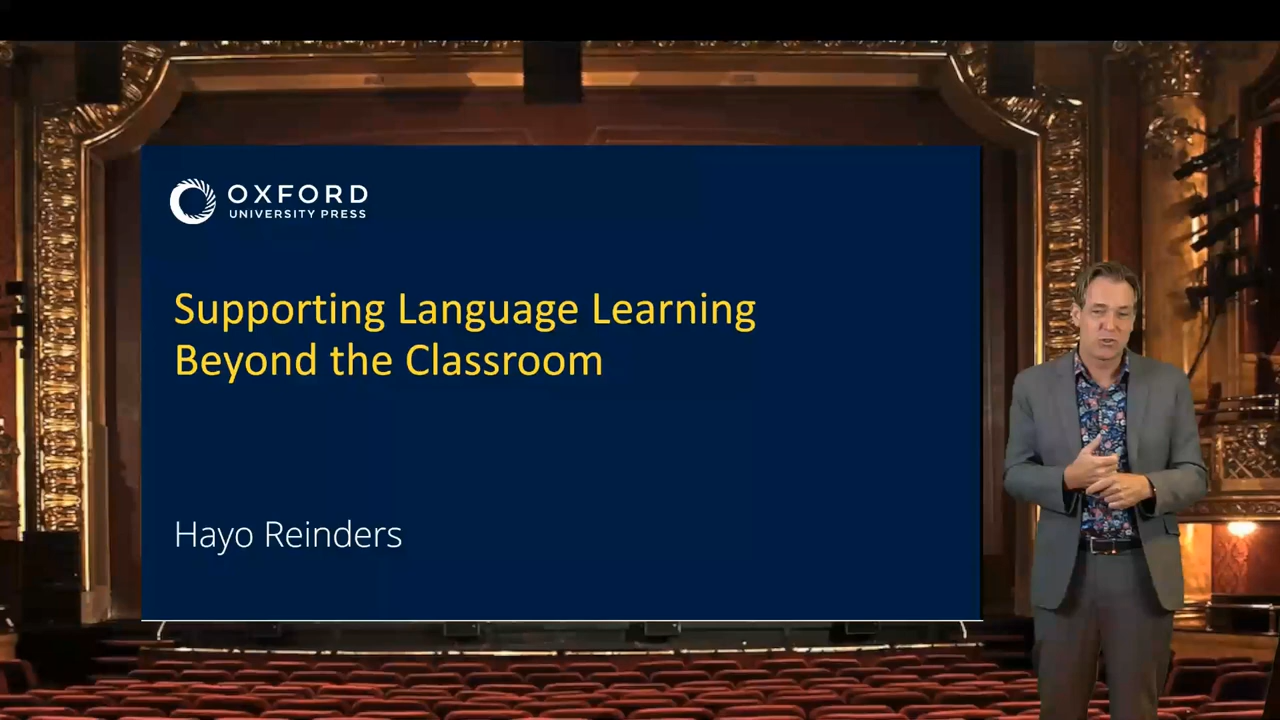 OXFORD
UNIVERSITY PRESS
Supporting Language Learning
Beyond the Classroom
Hayo Reinders